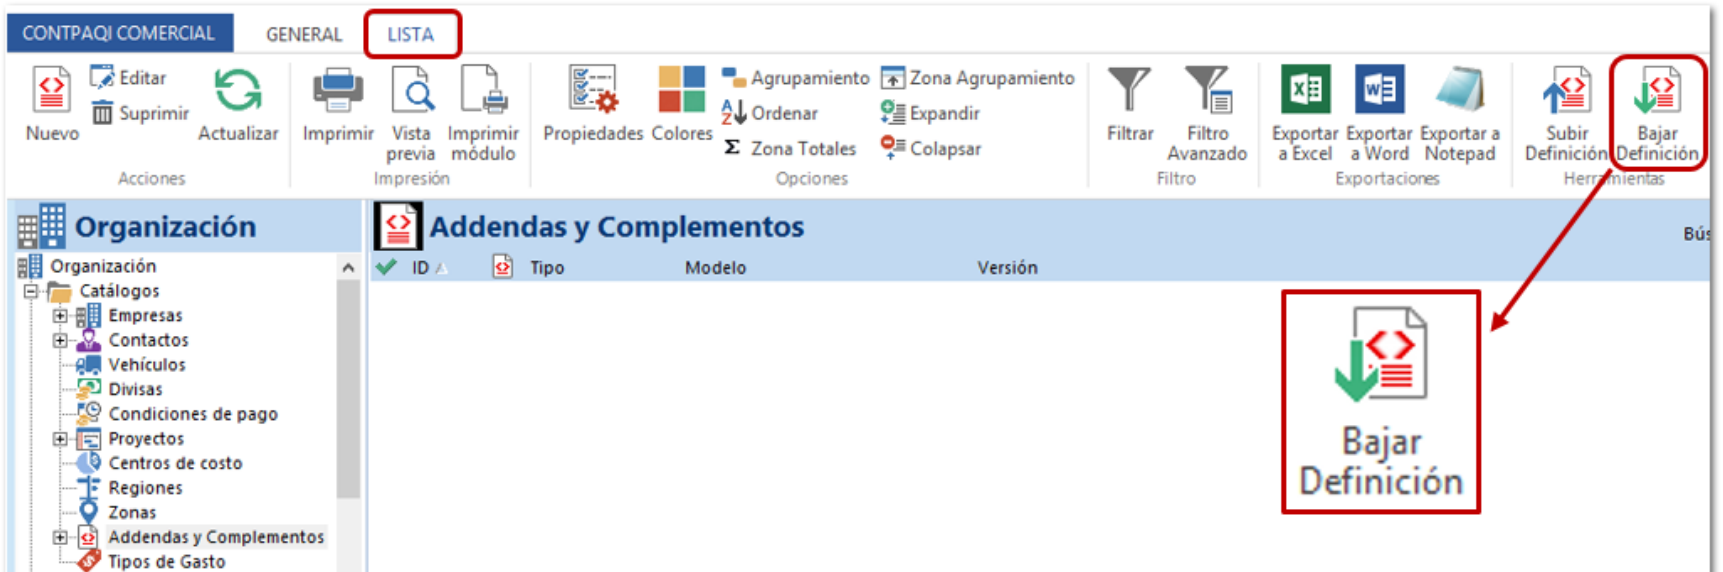 CONTPAQI COMERCIAL GENERAL LISTA
Nuevo
Editar
Suprimir
Actualizar
Acciones
Imprimir
Vista previa
Imprimir módulo
Impresión
Propiedades
Colores
Agrupamiento
Ordenar
Σ Zona Totales
Zona Agrupamiento
Expandir
Colapsar
Opciones
Filtrar
Filtro Avanzado
Filtro
Exportar a Excel
Exportar a Word
Exportar a Notepad
Exportaciones
Subir Definición
Bajar Definición
Herramientas
Organización
Organización
Catálogos
Empresas
Contactos
Vehículos
Divisas
Condiciones de pago
Proyectos
Centros de costo
Regiones
Zonas
Addendas y Complementos
Tipos de Gasto
Addendas y Complementos
ID Tipo Modelo Versión
Bajar
Definición